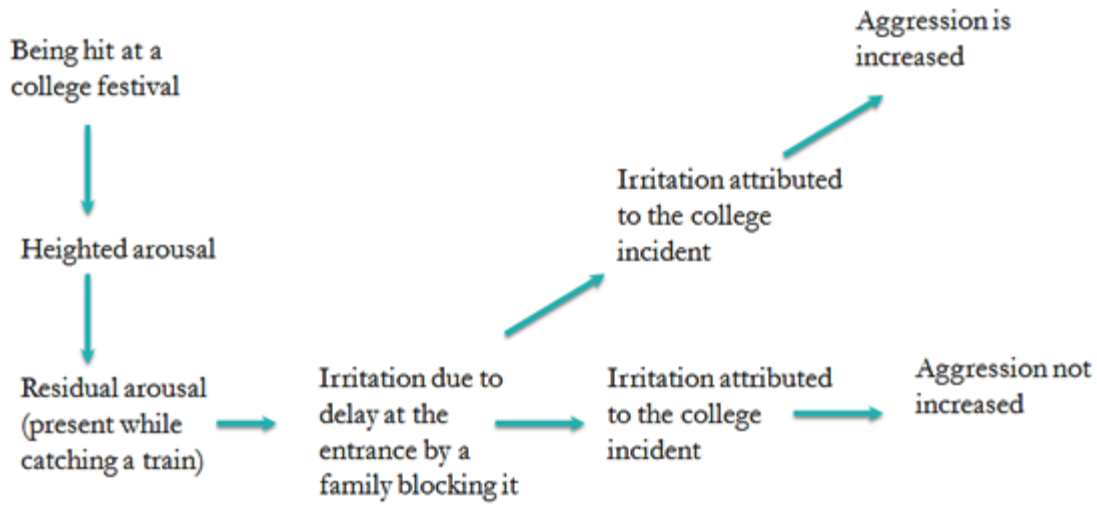 Being hit at a
college festival
Heighted arousal
Residual arousal
(present while
catching a train)
Irritation due to
delay at the
entrance by a
family blocking it
Irritation attributed
to the college
incident
Aggression is
increased
Irritation attributed
to the college
incident
Aggression not
increased